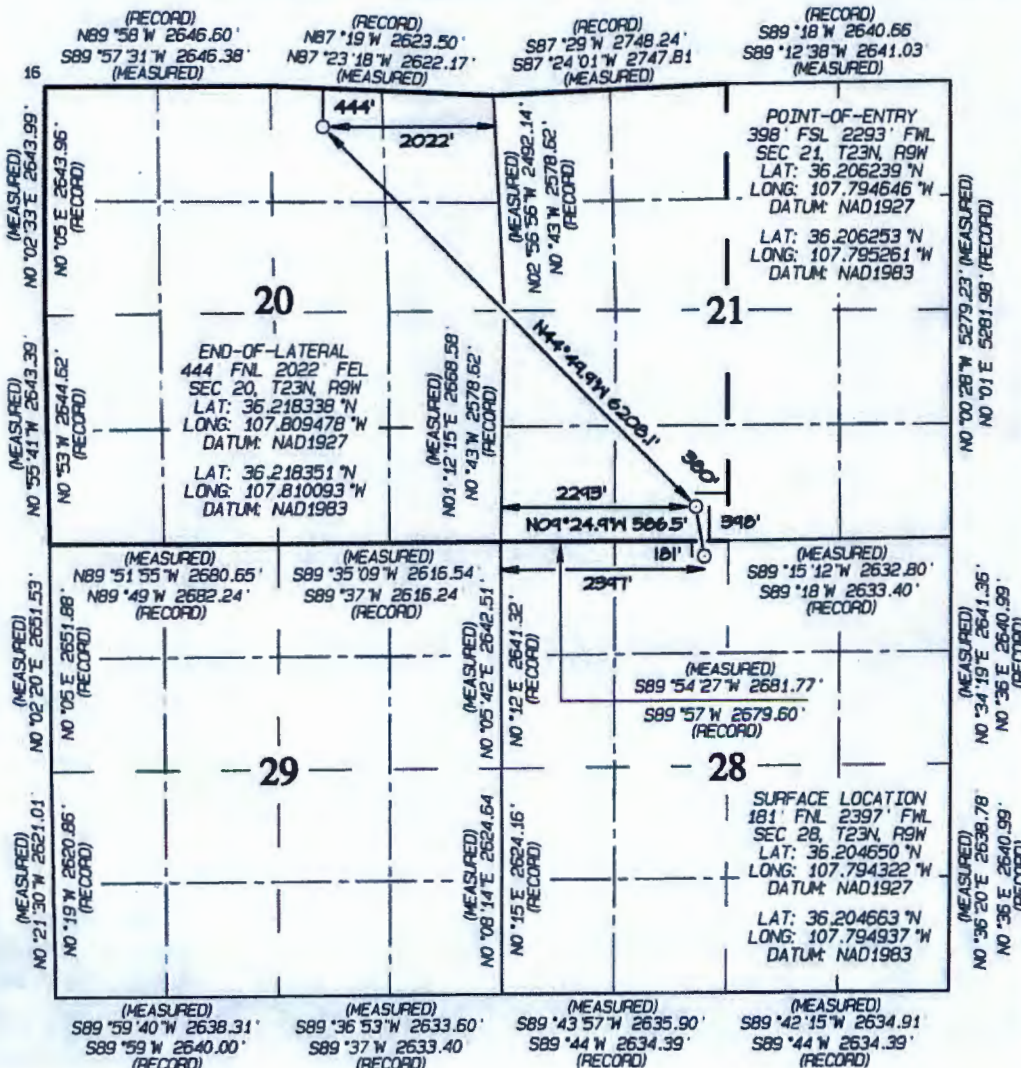 (RECORD)
N89 °58'W 2646.60'
S89 °57'31"W 2646.38'
(MEASURED)
(RECORD)
N87 °19'W 2623.50'
N87 °23'18"W 2622.17'
(MEASURED)
(RECORD)
S87 °29'W 2748.24'
S87 °24'01"W 2747.81'
(MEASURED)
(RECORD)
S89 °18'W 2640.66'
S89 °12'38"W 2641.03'
(MEASURED)
16
444'
2022'
(MEASURED)
N0 °02'33"E 2643.99'
N0 °05'E 2643.96'
(RECORD)
(MEASURED)
N02 °56'56"W 2492.14'
N0 °43'W 2578.62'
(RECORD)
POINT-OF-ENTRY
398' FSL 2293' FWL
SEC 21, T23N, R9W
LAT: 36.206239 °N
LONG: 107.794646 °W
DATUM: NAD1927
LAT: 36.206253 °N
LONG: 107.795261 °W
DATUM: NAD1983
N0 °00'28"W 5279.23' (MEASURED)
N0 °01'E 5281.98' (RECORD)
20
21
N44°49.9'W 6208.1'
END-OF-LATERAL
444' FNL 2022' FEL
SEC 20, T23N, R9W
LAT: 36.218338 °N
LONG: 107.809478 °W
DATUM: NAD1927
LAT: 36.218351 °N
LONG: 107.810093 °W
DATUM: NAD1983
(MEASURED)
N0 °55'41"W 2643.39'
N0 °53'W 2644.62'
(RECORD)
(MEASURED)
N01 °12'15"E 2668.58'
N0 °43'W 2578.62'
(RECORD)
380'
2293'
N09°24.9'W 586.5'
398'
181'
2397'
(MEASURED)
N89 °51'55"W 2680.65'
N89 °49'W 2682.24'
(RECORD)
(MEASURED)
S89 °35'09"W 2616.54'
S89 °37'W 2616.24'
(RECORD)
(MEASURED)
S89 °15'12"W 2632.80'
S89 °18'W 2633.40'
(RECORD)
(MEASURED)
N0 °02'20"E 2651.53'
N0 °06'E 2651.88'
(RECORD)
N0 °05'42"E 2642.51'
(MEASURED)
N0 °12'E 2641.32'
(RECORD)
(MEASURED)
S89 °54'27"W 2681.77'
S89 °57'W 2679.60'
(RECORD)
(MEASURED)
N0 °34'19"E 2641.36'
N0 °36'E 2640.99'
(RECORD)
29
28
(MEASURED)
N0 °21'30"W 2621.01'
N0 °19'W 2620.86'
(RECORD)
(MEASURED)
N0 °08'14"E 2624.64'
N0 °15'E 2624.16'
(RECORD)
SURFACE LOCATION
181' FNL 2397' FWL
SEC 28, T23N, R9W
LAT: 36.204650 °N
LONG: 107.794322 °W
DATUM: NAD1927
LAT: 36.204663 °N
LONG: 107.794937 °W
DATUM: NAD1983
(MEASURED)
N0 °36'20"E 2638.78'
N0 °36'E 2640.99'
(RECORD)
(MEASURED)
S89 °59'40"W 2638.31'
S89 °59'W 2640.00'
(RECORD)
(MEASURED)
S89 °36'53"W 2633.60'
S89 °37'W 2633.40'
(RECORD)
(MEASURED)
S89 °43'57"W 2635.90'
S89 °44'W 2634.39'
(RECORD)
(MEASURED)
S89 °42'15"W 2634.91'
S89 °44'W 2634.39'
(RECORD)